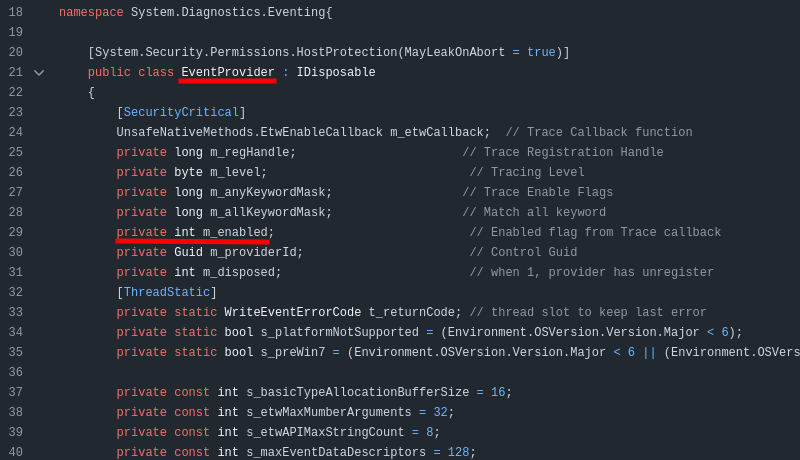 18 namespace System.Diagnostics.Eventing{
19
20 [System.Security.Permissions.HostProtection(MayLeakOnAbort = true)]
21 public class EventProvider : IDisposable
22 {
23 [SecurityCritical]
24 UnsafeNativeMethods.EtwEnableCallback m_etwCallback; // Trace Callback function
25 private long m_regHandle; // Trace Registration Handle
26 private byte m_level; // Tracing Level
27 private long m_anyKeywordMask; // Trace Enable Flags
28 private long m_allKeywordMask; // Match all keyword
29 private int m_enabled; // Enabled flag from Trace callback
30 private Guid m_providerId; // Control Guid
31 private int m_disposed; // when 1, provider has unregister
32 [ThreadStatic]
33 private static WriteEventErrorCode t_returnCode; // thread slot to keep last error
34 private static bool s_platformNotSupported = (Environment.OSVersion.Version.Major < 6);
35 private static bool s_preWin7 = (Environment.OSVersion.Version.Major < 6 || (Environment.OSVers
36
37 private const int s_basicTypeAllocationBufferSize = 16;
38 private const int s_etwMaxMumberArguments = 32;
39 private const int s_etwAPIMaxStringCount = 8;
40 private const int s_maxEventDataDescriptors = 128;